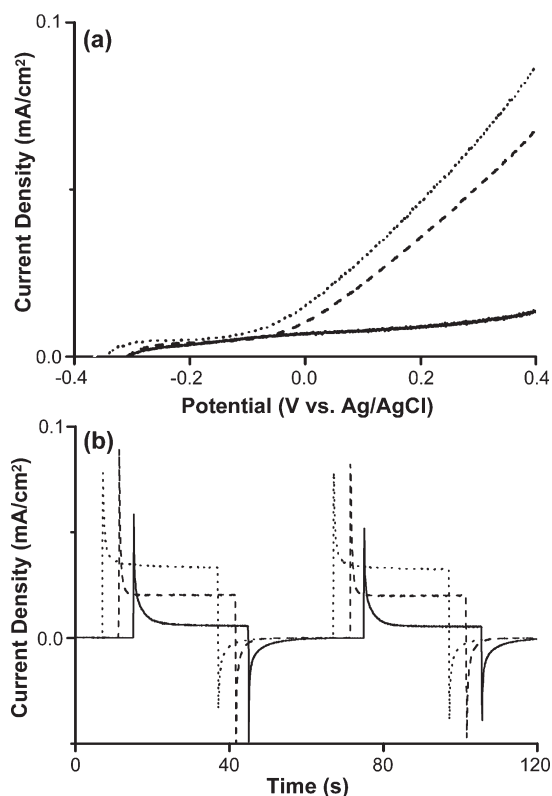 (a)
Current Density (mA/cm²)
0.1
0.0
-0.4 -0.2 0.0 0.2 0.4
Potential (V vs. Ag/AgCl)
(b)
Current Density (mA/cm²)
0.1
0.0
0 40 80 120
Time (s)